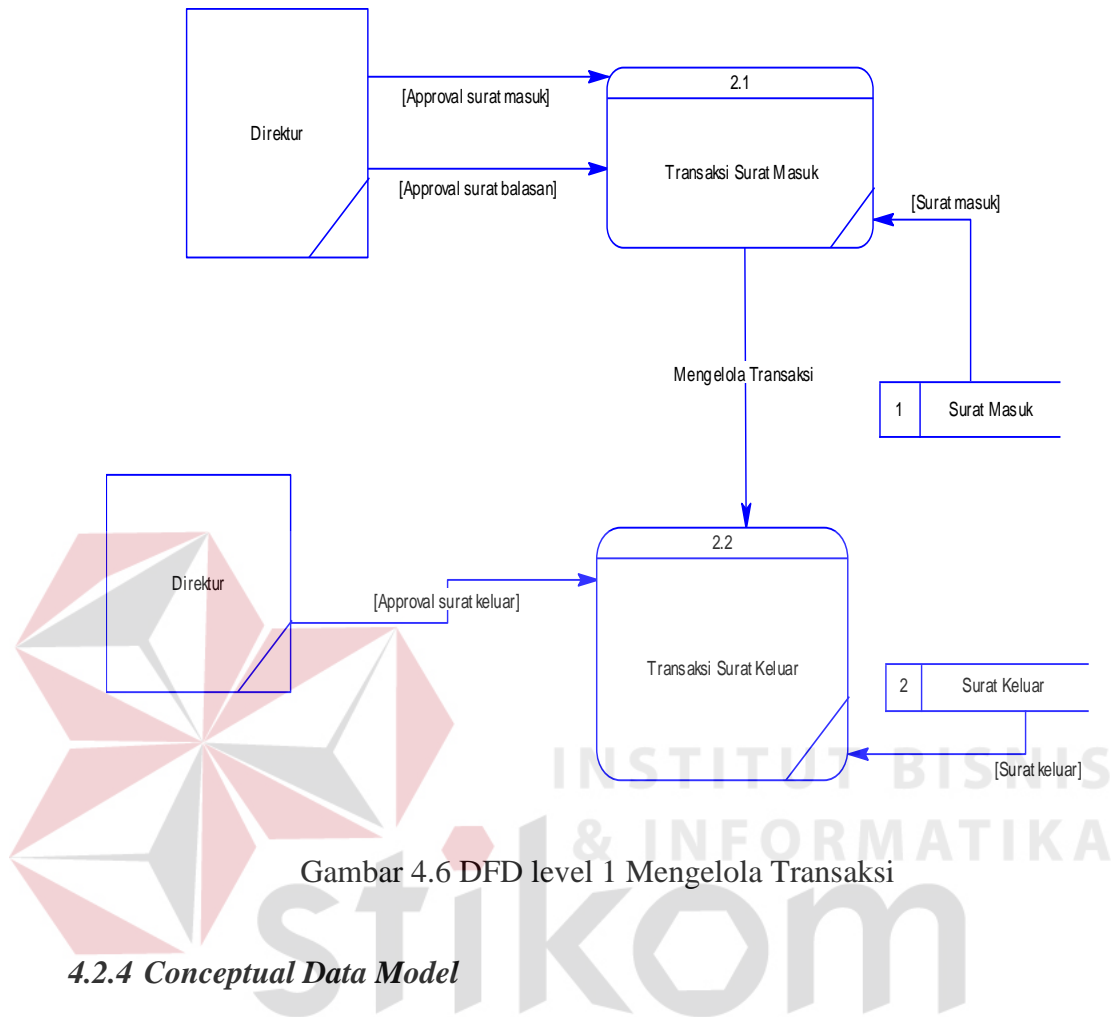 2.1
[Approval surat masuk]
Direktur
Transaksi Surat Masuk
[Approval surat balasan]
[Surat masuk]
Mengelola Transaksi
1 Surat Masuk
2.2
Direktur
[Approval surat keluar]
Transaksi Surat Keluar
2 Surat Keluar
[Surat keluar]
INSTITUT BISNIS
& INFORMATIKA
stikom
Gambar 4.6 DFD level 1 Mengelola Transaksi
4.2.4 Conceptual Data Model